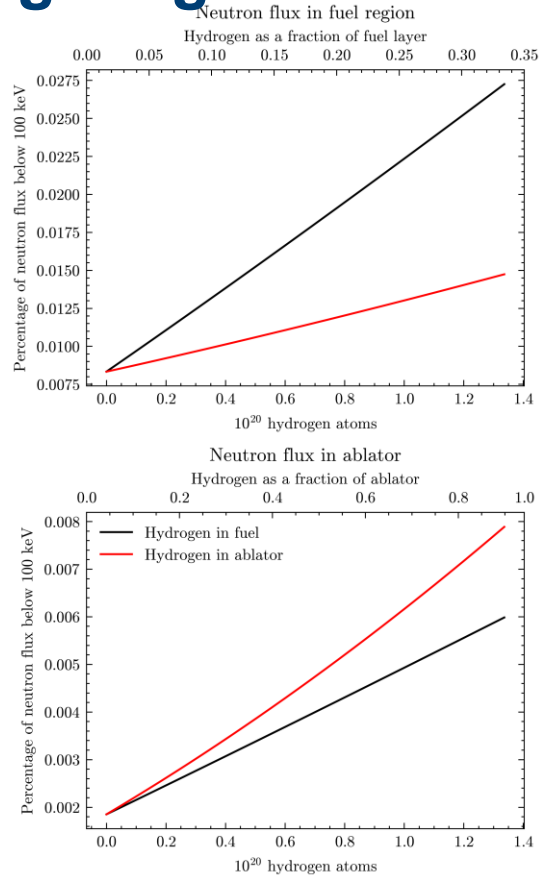 Neutron flux in fuel region
Hydrogen as a fraction of fuel layer
0.00 0.05 0.10 0.15 0.20 0.25 0.30 0.35
Percentage of neutron flux below 100 keV
0.0275
0.0250
0.0225
0.0200
0.0175
0.0150
0.0125
0.0100
0.0075
0.0 0.2 0.4 0.6 0.8 1.0 1.2 1.4
10²⁰ hydrogen atoms
Neutron flux in ablator
Hydrogen as a fraction of ablator
0.0 0.2 0.4 0.6 0.8 1.0
Percentage of neutron flux below 100 keV
0.008
0.007
0.006
0.005
0.004
0.003
0.002
Hydrogen in fuel
Hydrogen in ablator
0.0 0.2 0.4 0.6 0.8 1.0 1.2 1.4
10²⁰ hydrogen atoms